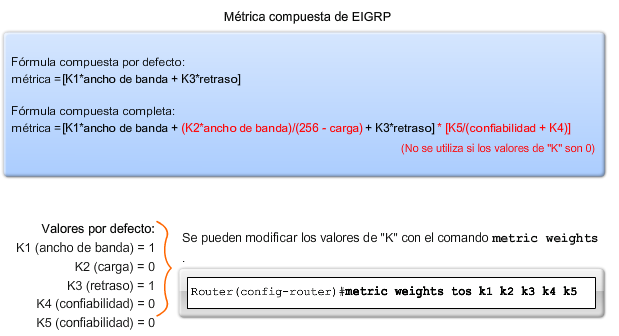 Métrica compuesta de EIGRP
Fórmula compuesta por defecto:
métrica =[K1*ancho de banda + K3*retraso]
Fórmula compuesta completa:
métrica =[K1*ancho de banda + (K2*ancho de banda)/(256 - carga) + K3*retraso] * [K5/(confiabilidad + K4)]
(No se utiliza si los valores de "K" son 0)
Valores por defecto:
K1 (ancho de banda) = 1
K2 (carga) = 0
K3 (retraso) = 1
K4 (confiabilidad) = 0
K5 (confiabilidad) = 0
Se pueden modificar los valores de "K" con el comando metric weights
.
Router(config-router)#metric weights tos k1 k2 k3 k4 k5